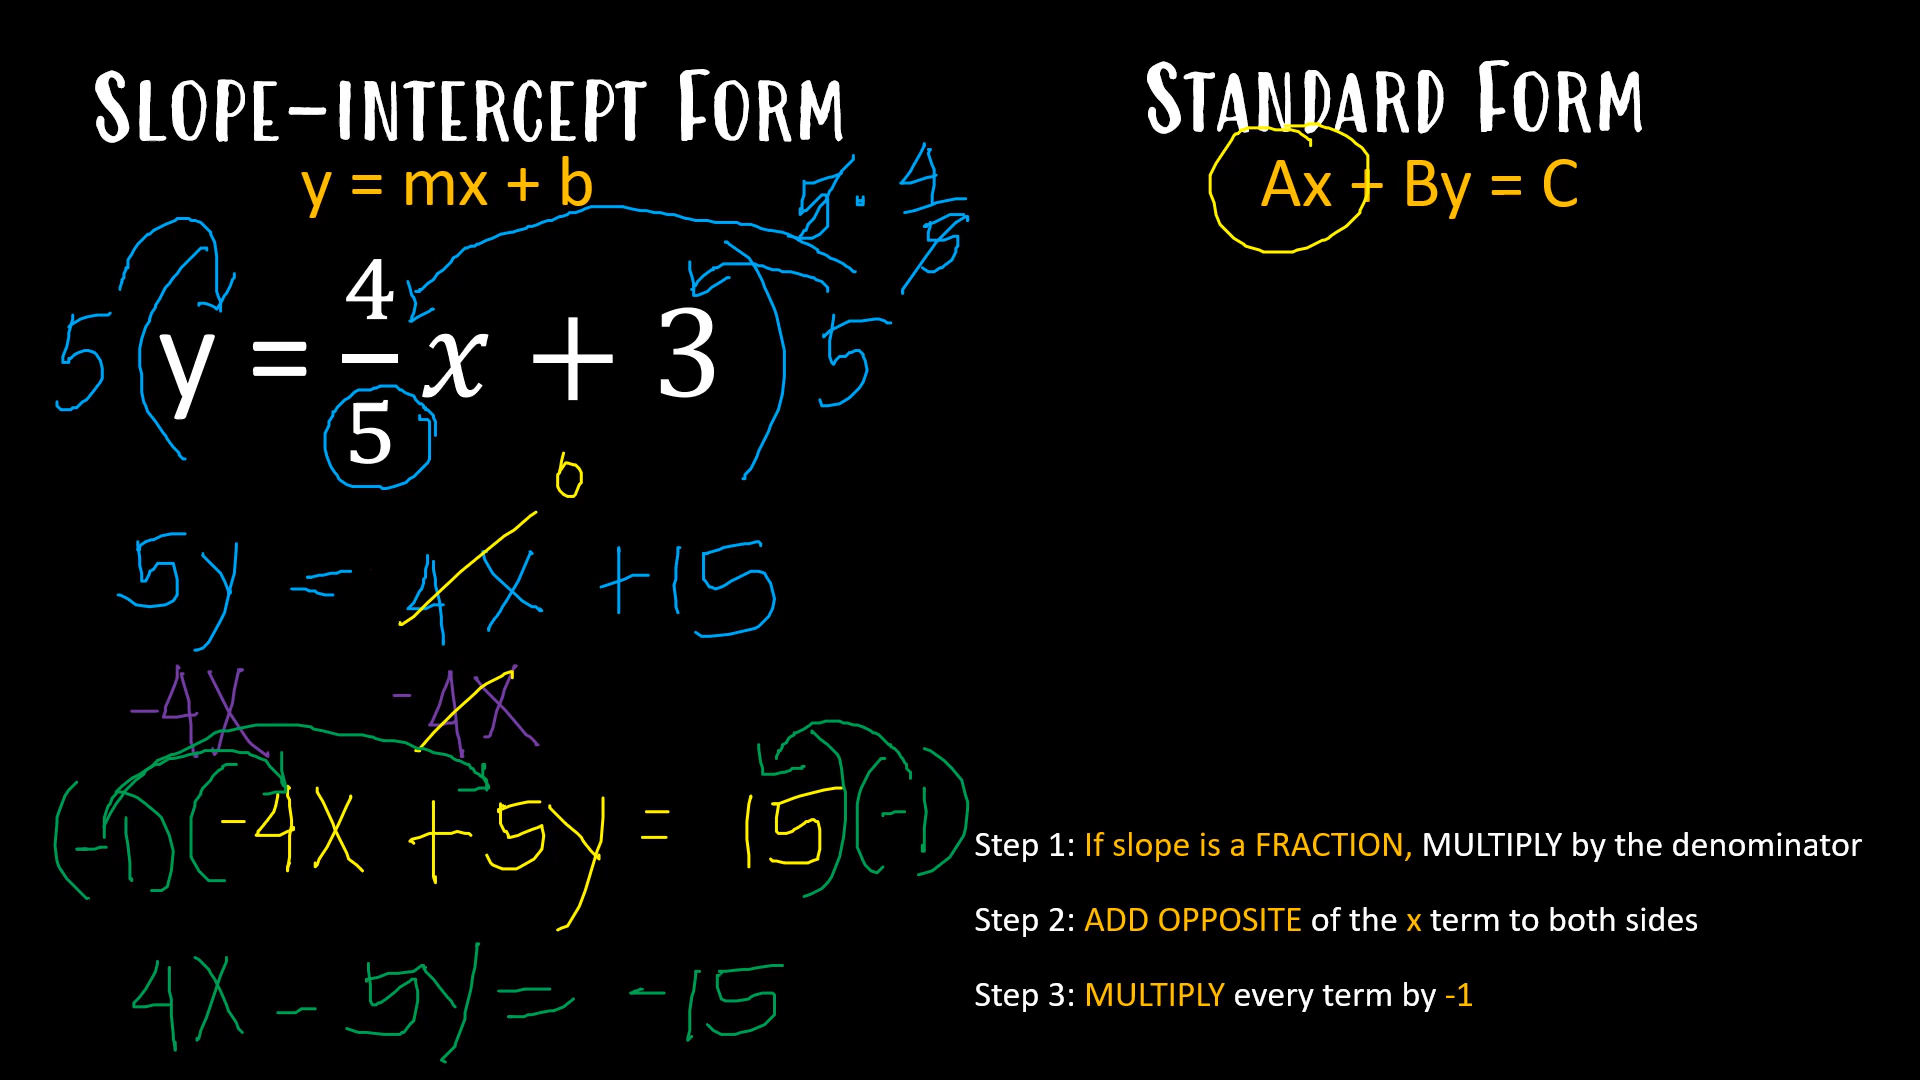 SLOPE-INTERCEPT FORM
y = mx + b
5 · 4/5
5 ( y = 4/5 x + 3 ) 5
0
5y = 4x + 15
-4x -4x
(-1)( -4x + 5y = 15)(-1)
4x - 5y = -15
STANDARD FORM
Ax + By = C
Step 1: If slope is a FRACTION, MULTIPLY by the denominator
Step 2: ADD OPPOSITE of the x term to both sides
Step 3: MULTIPLY every term by -1